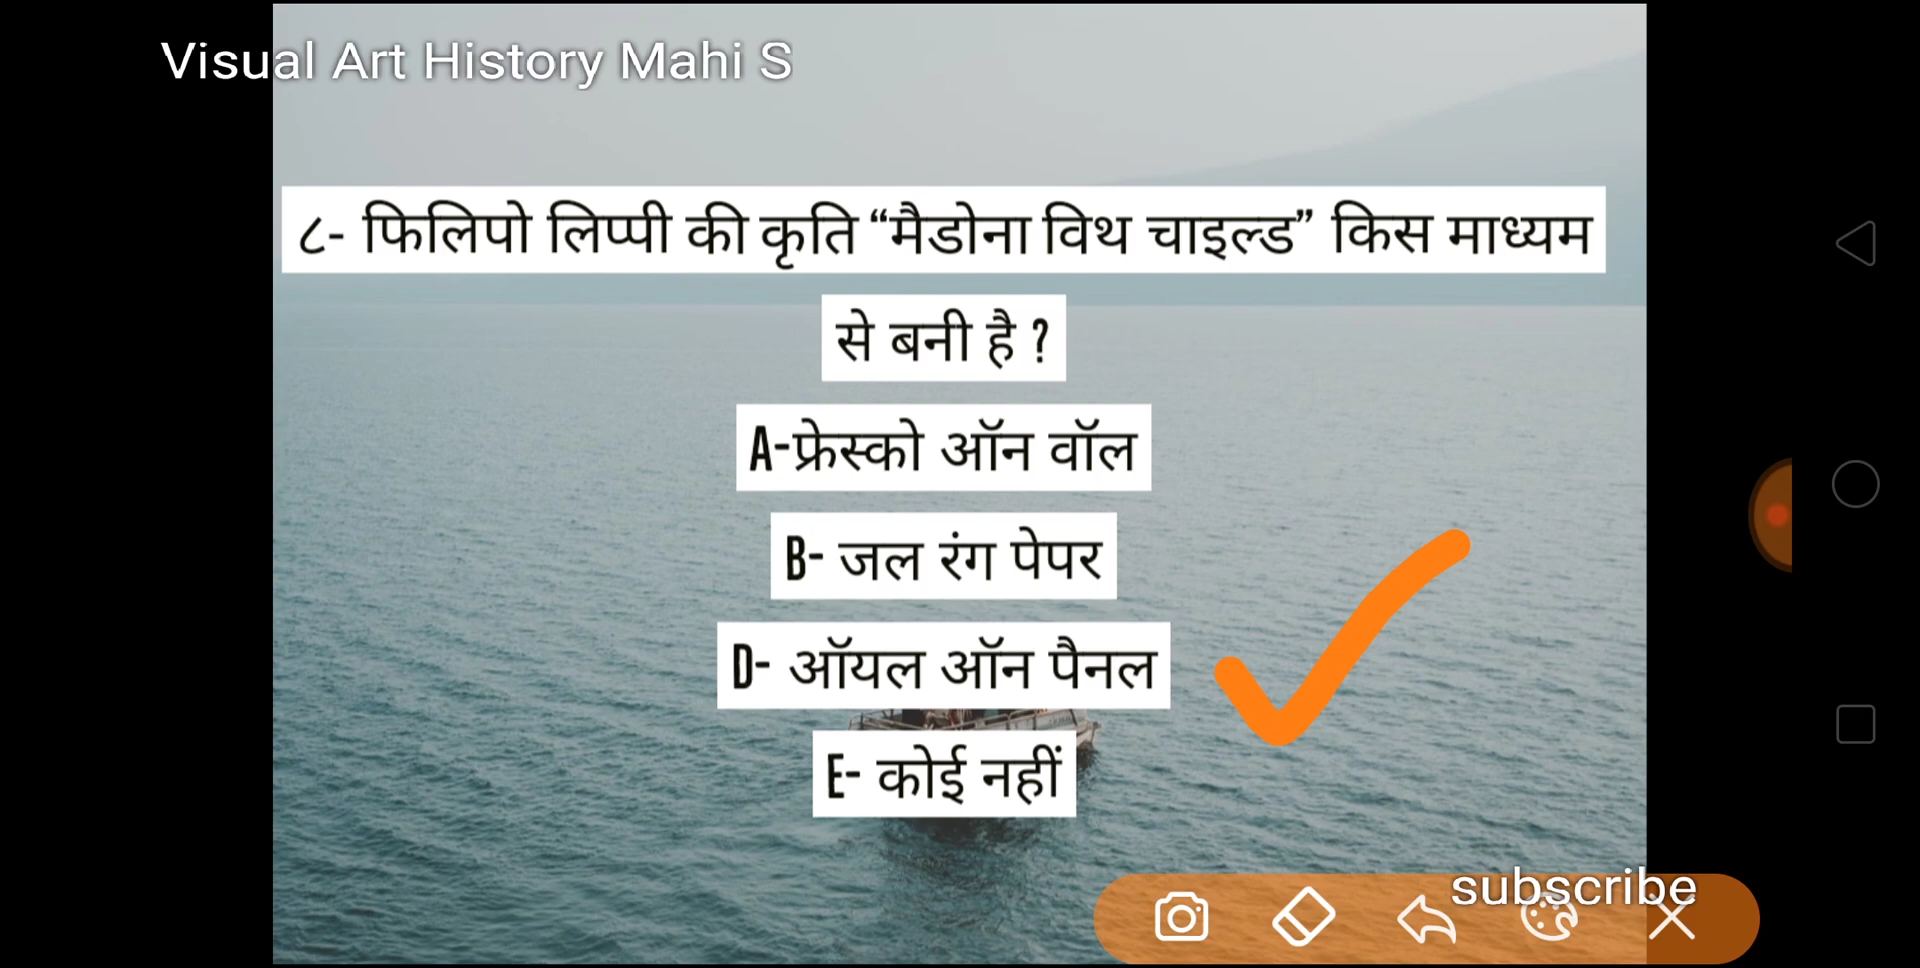 Visual Art History Mahi S
८- फिलिपो लिप्पी की कृति “मैडोना विथ चाइल्ड” किस माध्यम
से बनी है ?
A-फ्रेस्को ऑन वॉल
B- जल रंग पेपर
D- ऑयल ऑन पैनल
E- कोई नहीं
subscribe